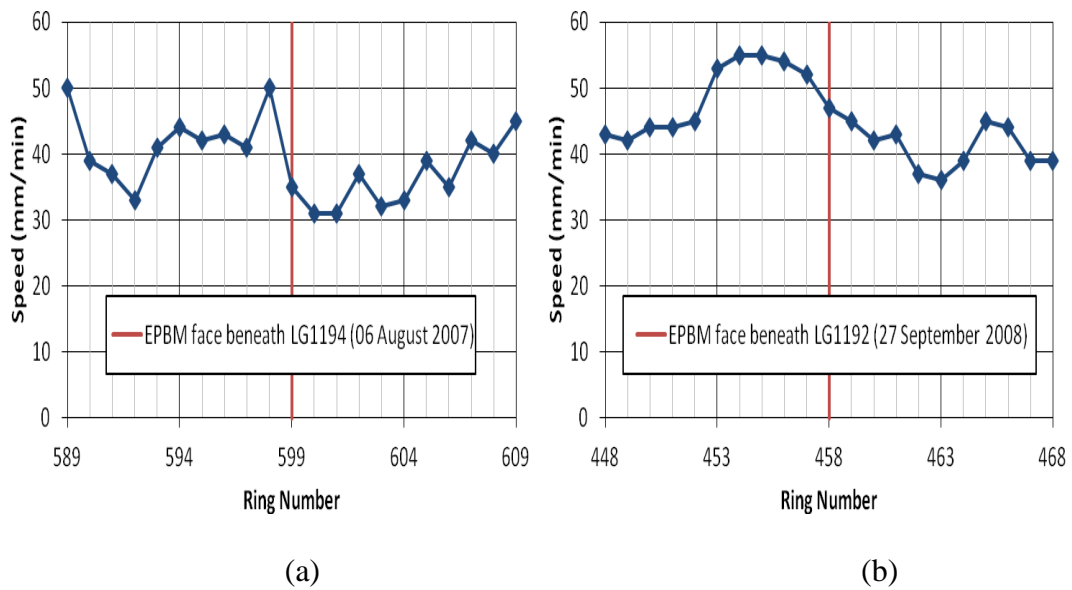 60
50
40
30
20
10
0
Speed (mm/min)
EPBM face beneath LG1194 (06 August 2007)
589 594 599 604 609
Ring Number
(a)
60
50
40
30
20
10
0
Speed (mm/min)
EPBM face beneath LG1192 (27 September 2008)
448 453 458 463 468
Ring Number
(b)